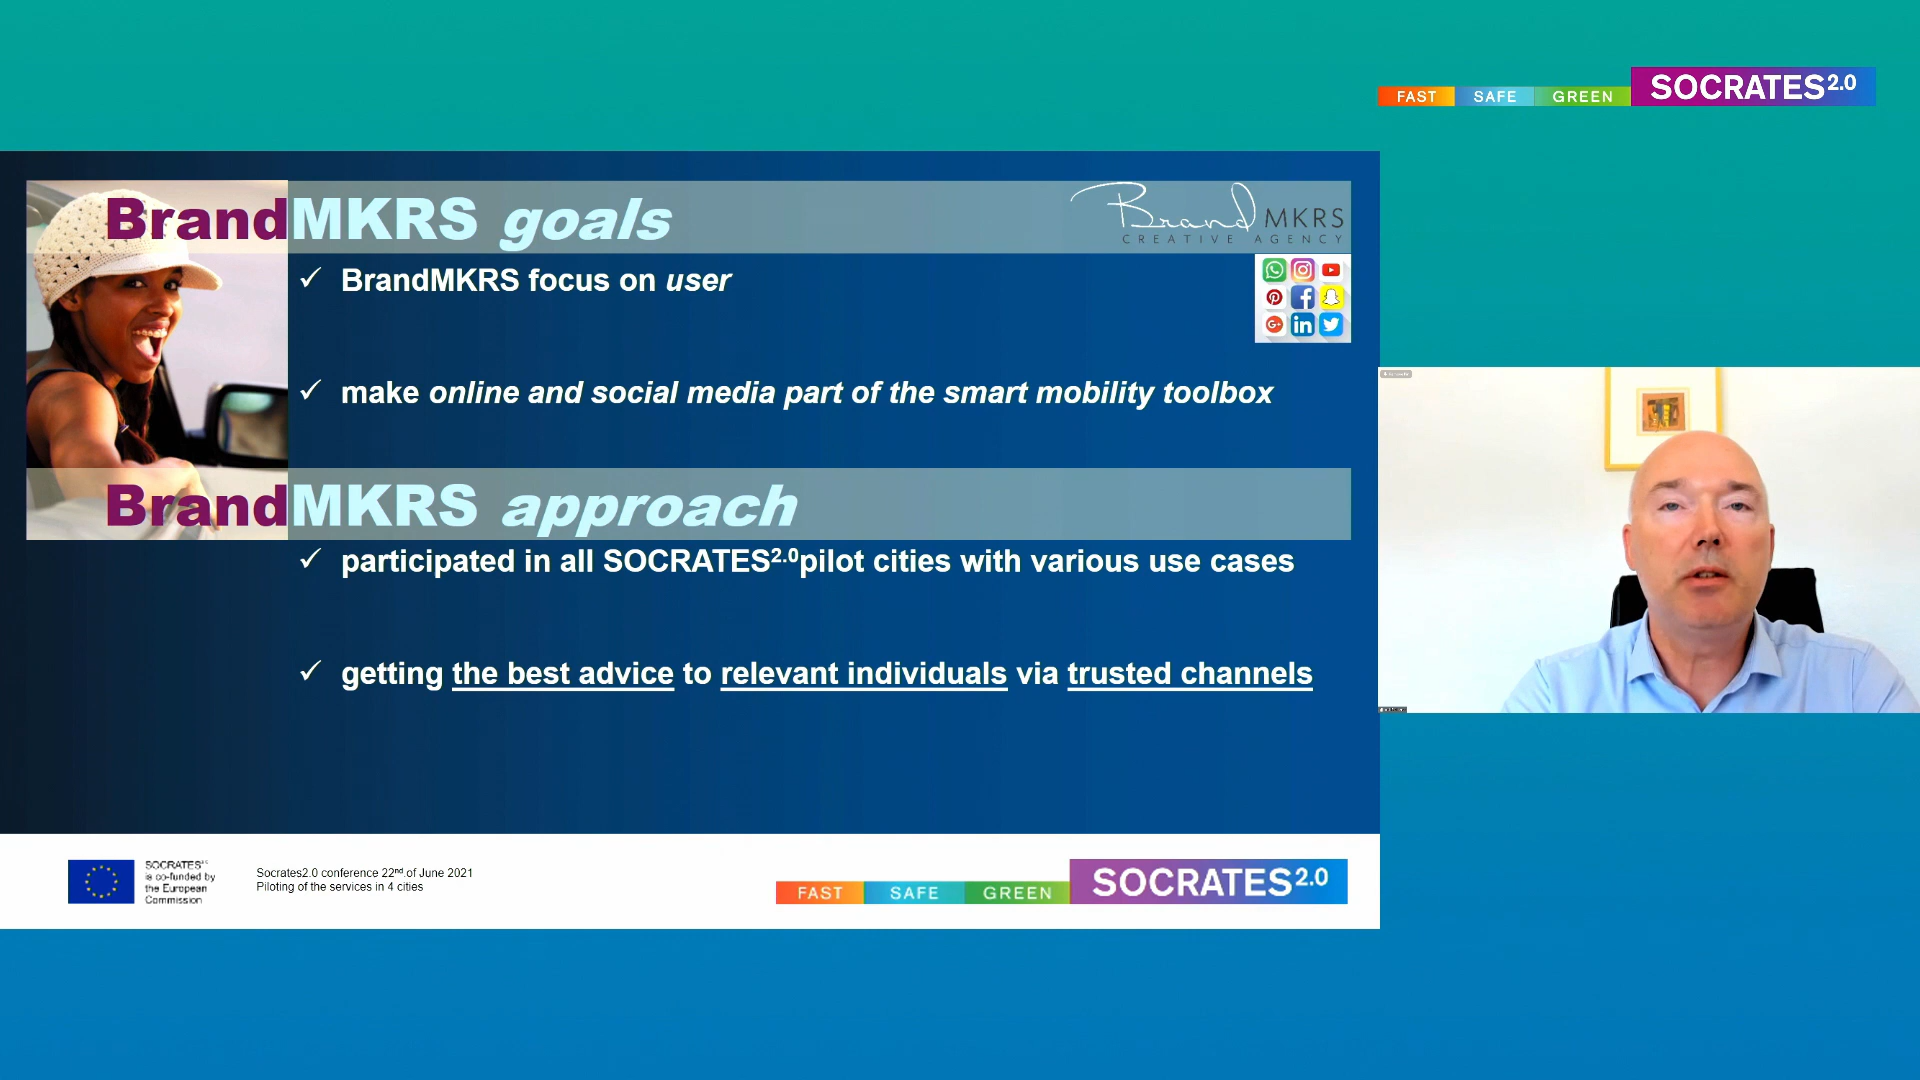 FAST SAFE GREEN SOCRATES2.0
BrandMKRS goals
Brand MKRS
CREATIVE AGENCY
✓ BrandMKRS focus on user
✓ make online and social media part of the smart mobility toolbox
BrandMKRS approach
✓ participated in all SOCRATES2.0pilot cities with various use cases
✓ getting the best advice to relevant individuals via trusted channels
SOCRATES2.0
is co-funded by
the European
Commission
Socrates2.0 conference 22nd of June 2021
Piloting of the services in 4 cities
FAST SAFE GREEN SOCRATES2.0